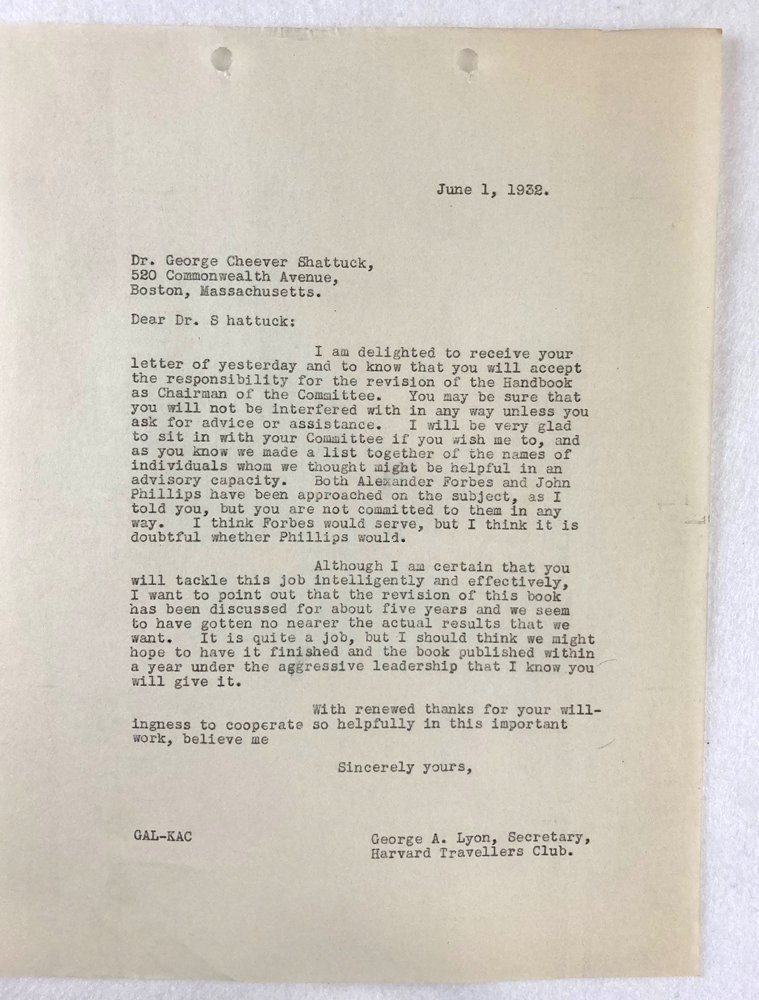 June 1, 1932.
Dr. George Cheever Shattuck,
520 Commonwealth Avenue,
Boston, Massachusetts.
Dear Dr. S hattuck:
I am delighted to receive your
letter of yesterday and to know that you will accept
the responsibility for the revision of the Handbook
as Chairman of the Committee. You may be sure that
you will not be interfered with in any way unless you
ask for advice or assistance. I will be very glad
to sit in with your Committee if you wish me to, and
as you know we made a list together of the names of
individuals whom we thought might be helpful in an
advisory capacity. Both Alexander Forbes and John
Phillips have been approached on the subject, as I
told you, but you are not committed to them in any
way. I think Forbes would serve, but I think it is
doubtful whether Phillips would.
Although I am certain that you
will tackle this job intelligently and effectively,
I want to point out that the revision of this book
has been discussed for about five years and we seem
to have gotten no nearer the actual results that we
want. It is quite a job, but I should think we might
hope to have it finished and the book published within
a year under the aggressive leadership that I know you
will give it.
With renewed thanks for your will-
ingness to cooperate so helpfully in this important
work, believe me
Sincerely yours,
GAL-KAC
George A. Lyon, Secretary,
Harvard Travellers Club.